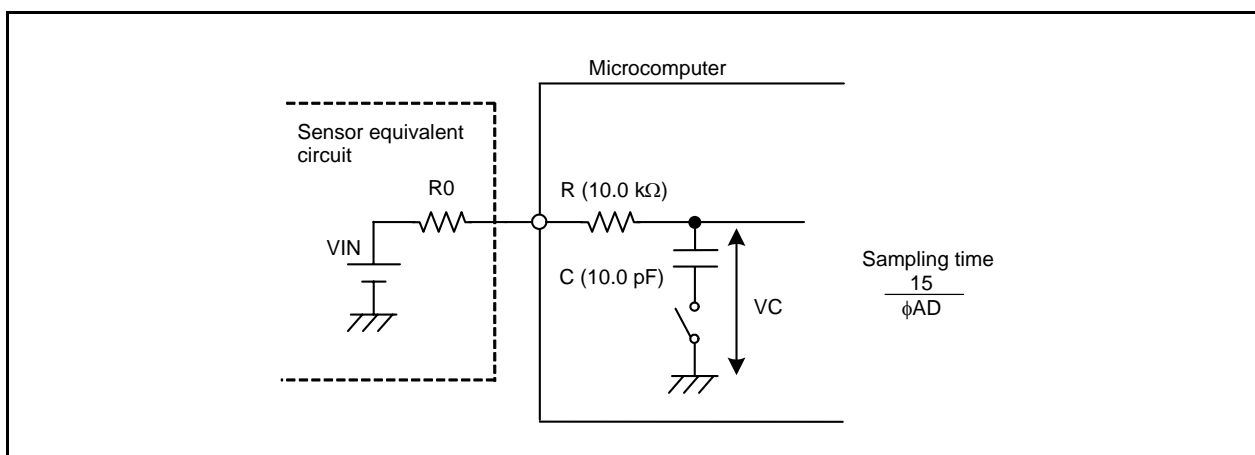 Microcomputer
Sensor equivalent
circuit
R0
R (10.0 kΩ)
VIN
C (10.0 pF)
VC
Sampling time
15
ϕAD